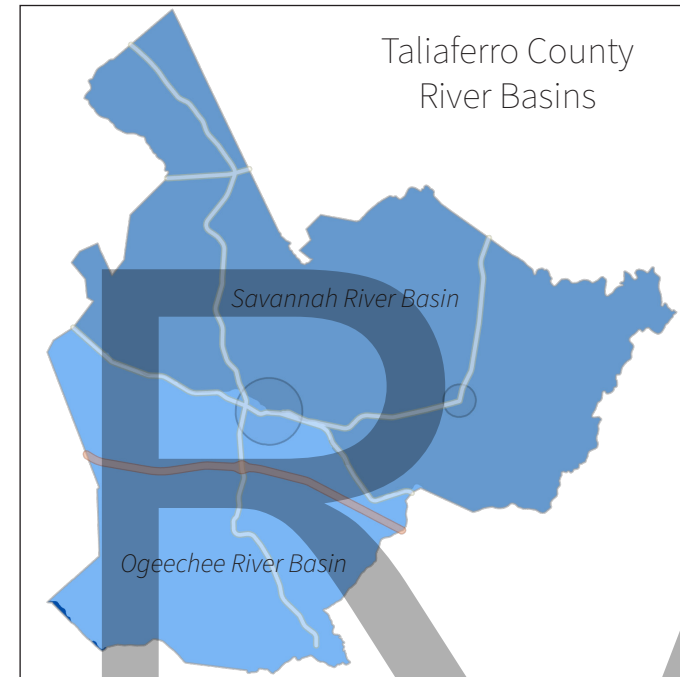 Taliaferro County
River Basins
Savannah River Basin
Ogeechee River Basin
R